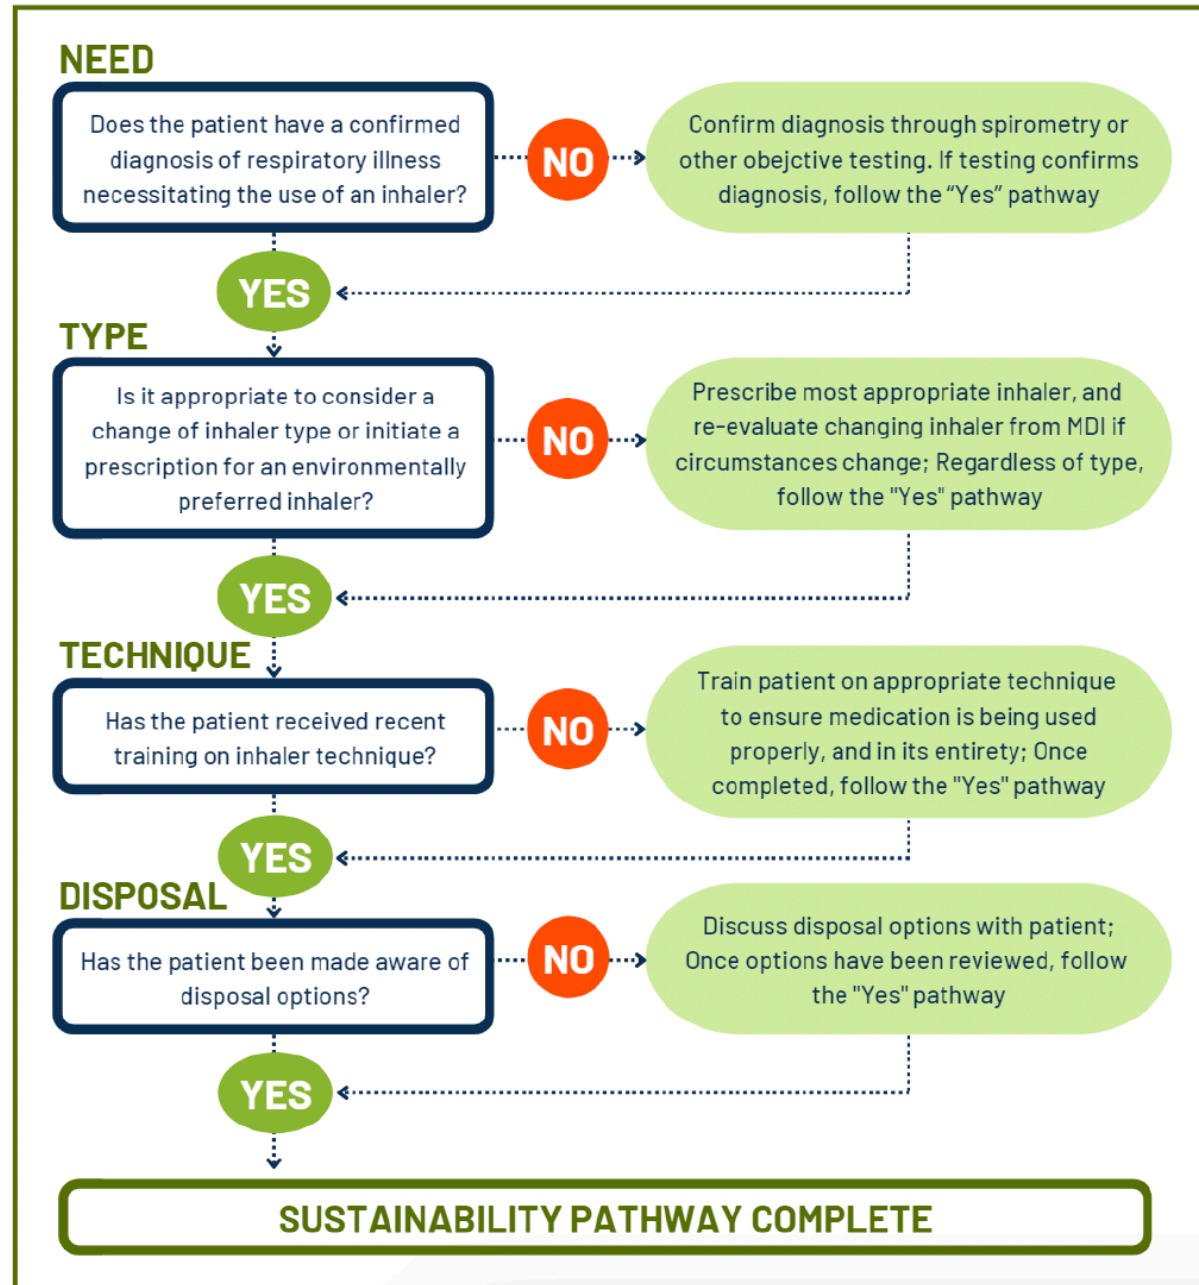 NEED
Does the patient have a confirmed
diagnosis of respiratory illness
necessitating the use of an inhaler?
NO
Confirm diagnosis through spirometry or
other obejctive testing. If testing confirms
diagnosis, follow the “Yes” pathway
YES
TYPE
Is it appropriate to consider a
change of inhaler type or initiate a
prescription for an environmentally
preferred inhaler?
NO
Prescribe most appropriate inhaler, and
re-evaluate changing inhaler from MDI if
circumstances change; Regardless of type,
follow the "Yes" pathway
YES
TECHNIQUE
Has the patient received recent
training on inhaler technique?
NO
Train patient on appropriate technique
to ensure medication is being used
properly, and in its entirety; Once
completed, follow the "Yes" pathway
YES
DISPOSAL
Has the patient been made aware of
disposal options?
NO
Discuss disposal options with patient;
Once options have been reviewed, follow
the "Yes" pathway
YES
SUSTAINABILITY PATHWAY COMPLETE